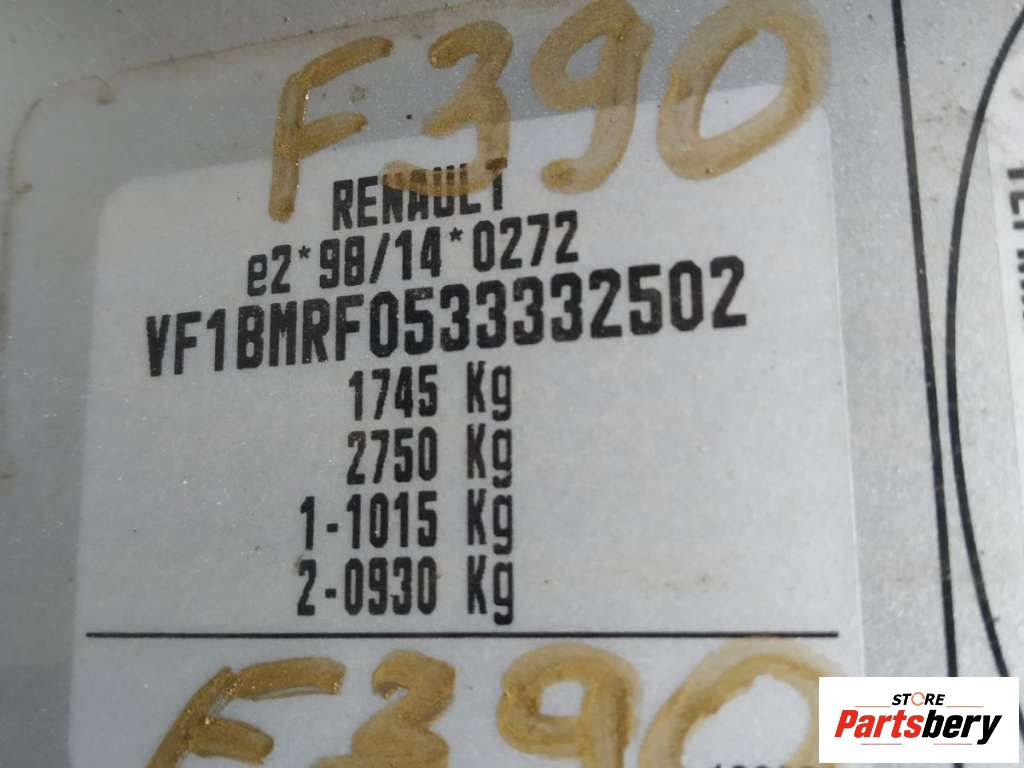 F390
RENAULT
e2*98/14*0272
VF1BMRF0533332502
1745 Kg
2750 Kg
1-1015 Kg
2-0930 Kg
F390
STORE
Partsbery